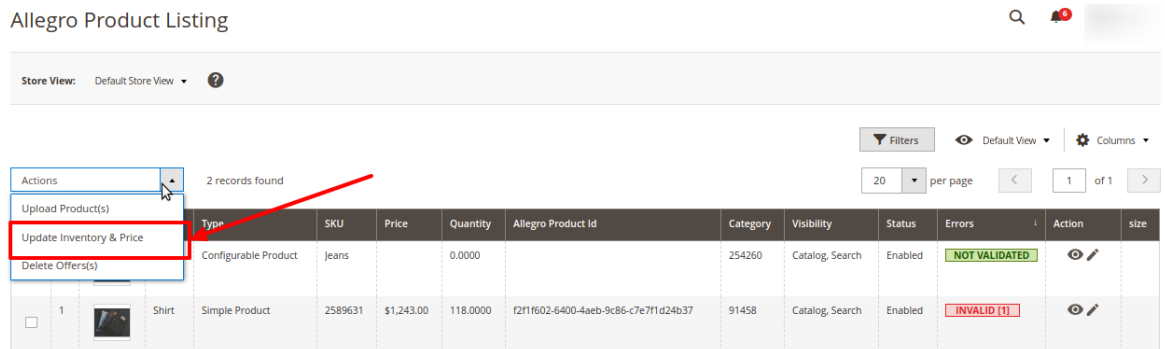 Allegro Product Listing
6
Store View: Default Store View ?
Filters Default View Columns
Actions 2 records found 20 per page 1 of 1
Upload Product(s)
Update Inventory & Price
Delete Offers(s)
Type SKU Price Quantity Allegro Product Id Category Visibility Status Errors ↓ Action size
Configurable Product Jeans 0.0000 254260 Catalog, Search Enabled NOT VALIDATED
1 Shirt Simple Product 2589631 $1,243.00 118.0000 f2f1f602-6400-4aeb-9c86-c7e7f1d24b37 91458 Catalog, Search Enabled INVALID [1]